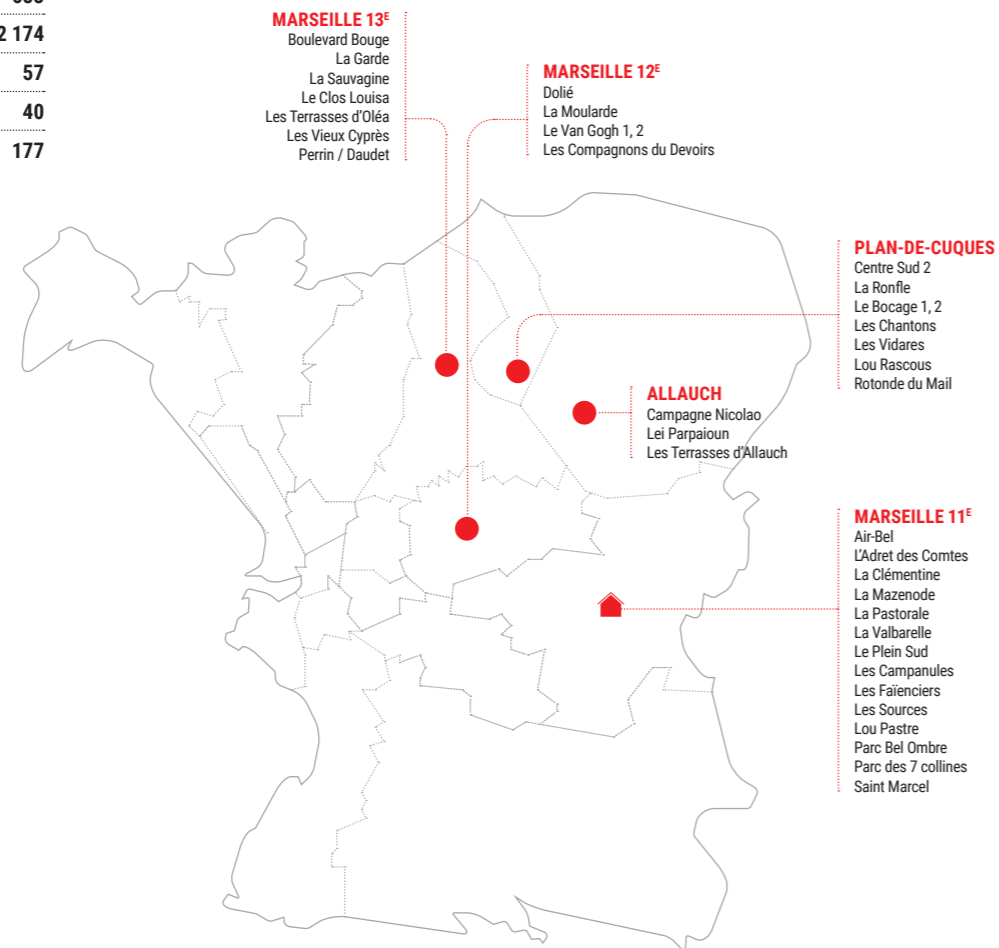 2 174
57
40
177
MARSEILLE 13E
Boulevard Bouge
La Garde
La Sauvagine
Le Clos Louisa
Les Terrasses d'Oléa
Les Vieux Cyprès
Perrin / Daudet
MARSEILLE 12E
Dolié
La Moularde
Le Van Gogh 1, 2
Les Compagnons du Devoirs
PLAN-DE-CUQUES
Centre Sud 2
La Ronfle
Le Bocage 1, 2
Les Chantons
Les Vidares
Lou Rascous
Rotonde du Mail
ALLAUCH
Campagne Nicolao
Lei Parpaioun
Les Terrasses d'Allauch
MARSEILLE 11E
Air-Bel
L'Adret des Comtes
La Clémentine
La Mazenode
La Pastorale
La Valbarelle
Le Plein Sud
Les Campanules
Les Faïenciers
Les Sources
Lou Pastre
Parc Bel Ombre
Parc des 7 collines
Saint Marcel